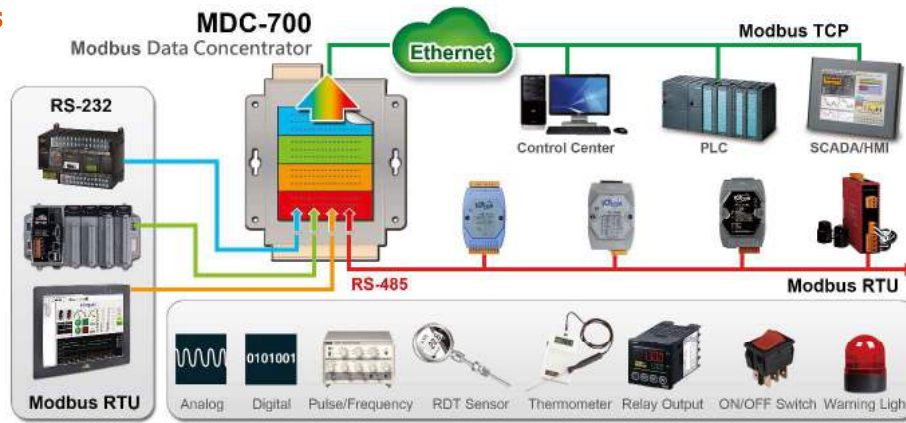 s
MDC-700
Modbus Data Concentrator
Ethernet
Modbus TCP
RS-232
Control Center
PLC
SCADA/HMI
RS-485
Modbus RTU
Modbus RTU
0101001
Analog
Digital
Pulse/Frequency
RDT Sensor
Thermometer
Relay Output
ON/OFF Switch
Warning Ligh